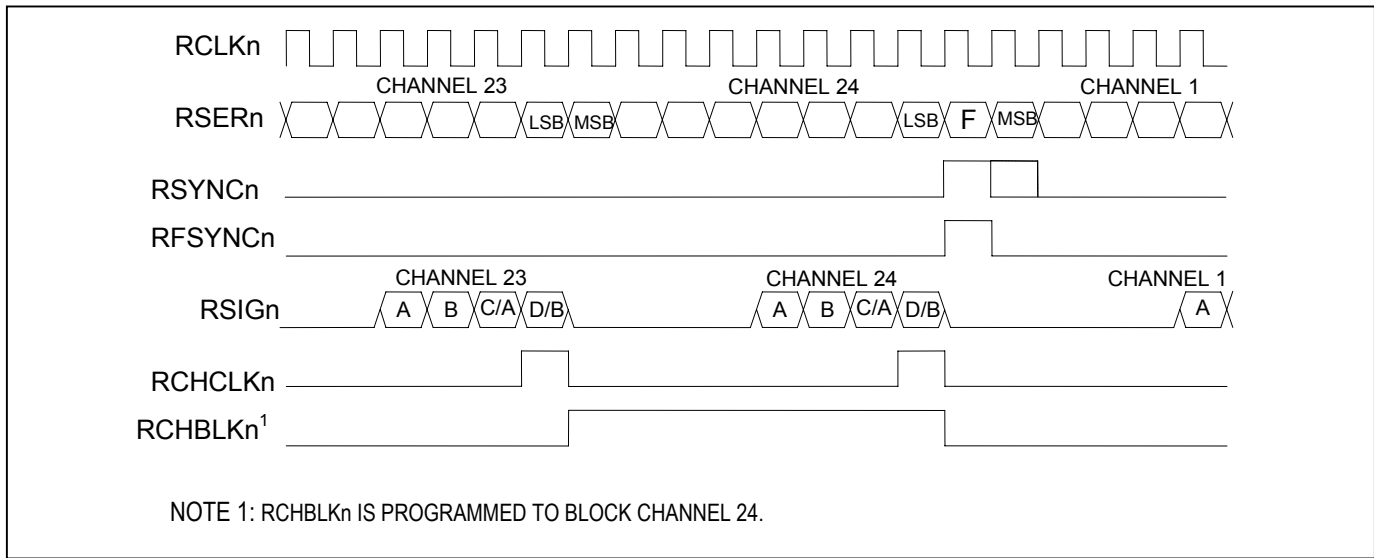 RCLKn
CHANNEL 23 CHANNEL 24 CHANNEL 1
RSERn LSB MSB LSB F MSB
RSYNCn
RFSYNCn
CHANNEL 23 CHANNEL 24 CHANNEL 1
RSIGn A B C/A D/B A B C/A D/B A
RCHCLKn
RCHBLKn¹
NOTE 1: RCHBLKn IS PROGRAMMED TO BLOCK CHANNEL 24.